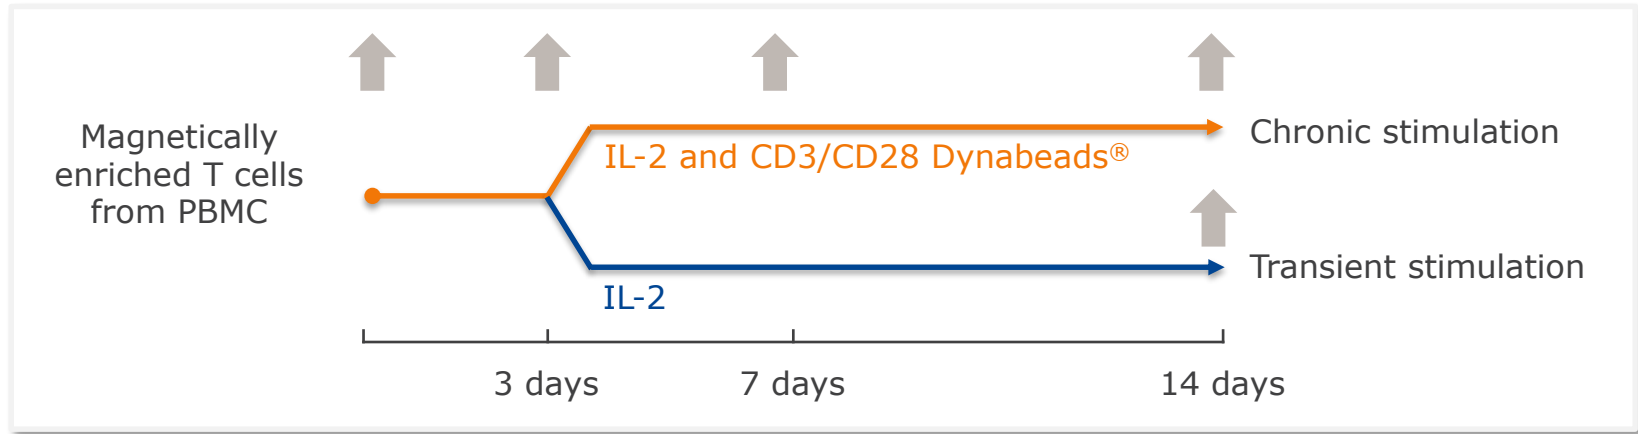 Magnetically
enriched T cells
from PBMC
IL-2 and CD3/CD28 Dynabeads®
Chronic stimulation
IL-2
Transient stimulation
3 days
7 days
14 days